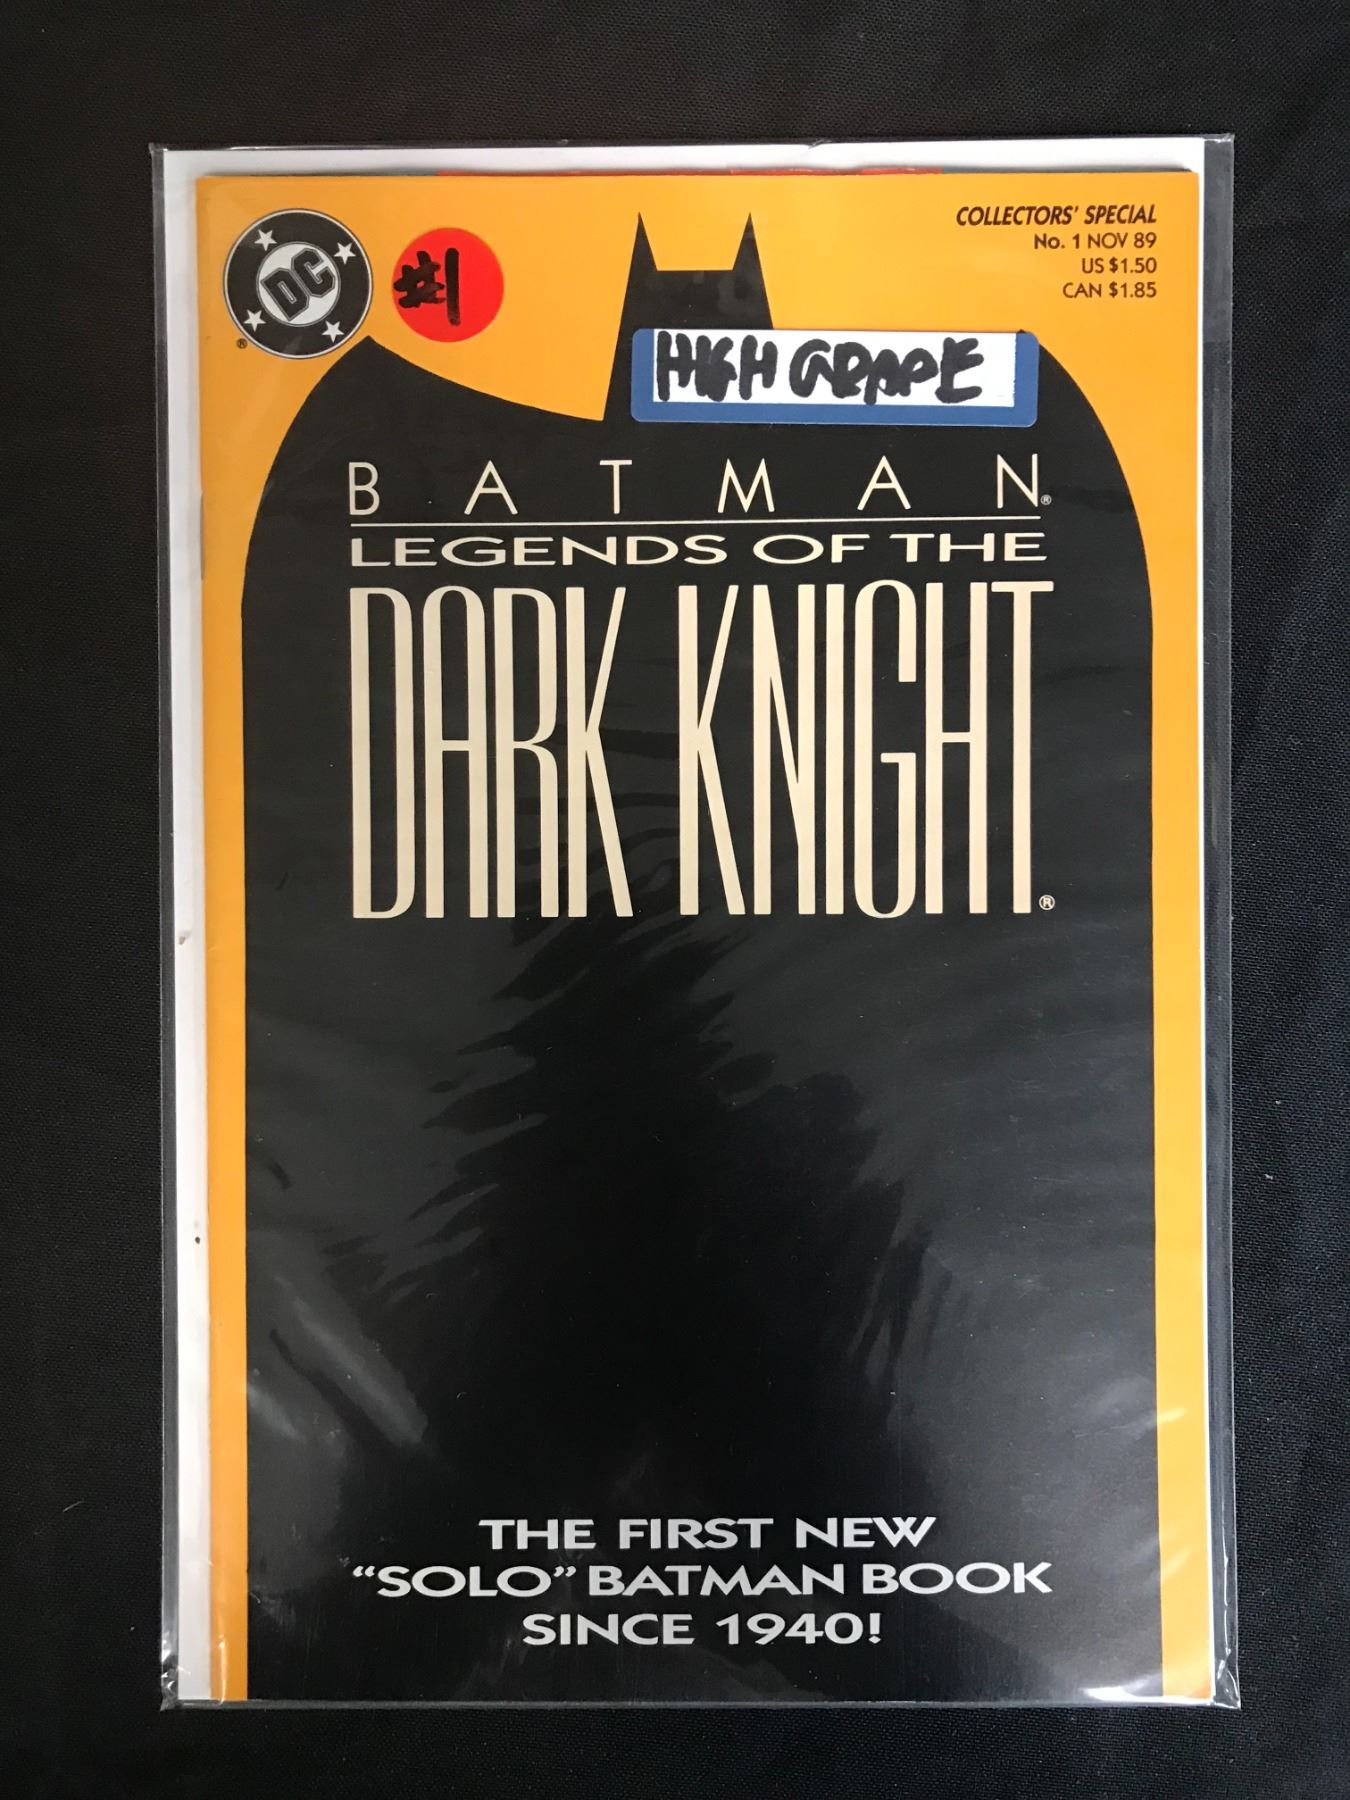 COLLECTORS' SPECIAL
No. 1 NOV 89
US $1.50
CAN $1.85
DC
®
#1
HIGH GRADE
BATMAN®
LEGENDS OF THE
DARK KNIGHT®
THE FIRST NEW
“SOLO” BATMAN BOOK
SINCE 1940!